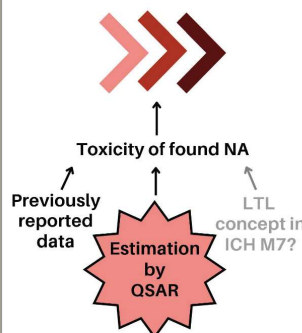 Toxicity of found NA
Previously
reported
data
Estimation
by
QSAR
LTL
concept in
ICH M7?